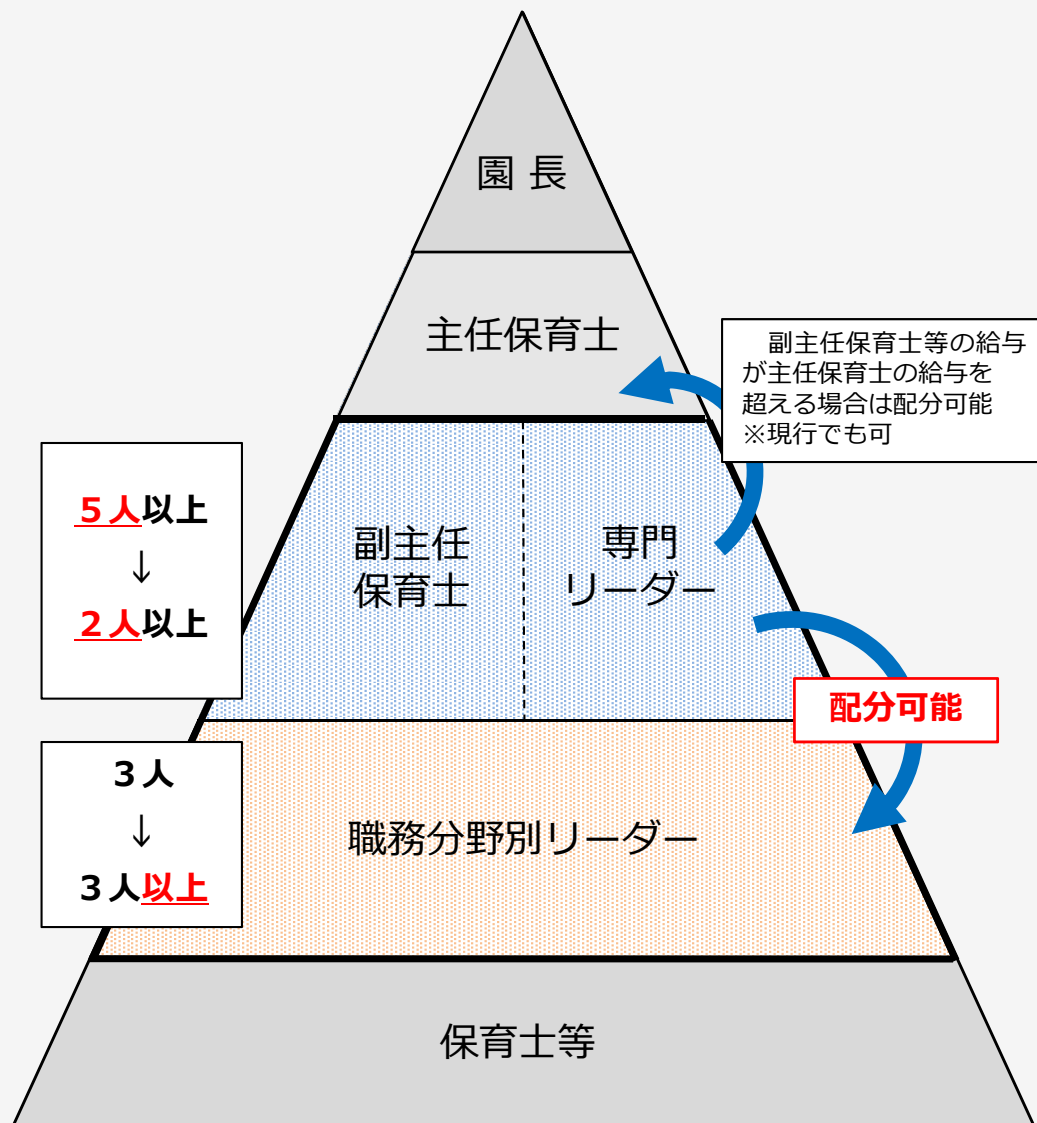 園 長
主任保育士
副主任保育士等の給与
が主任保育士の給与を
超える場合は配分可能
※現行でも可
５人以上
↓
２人以上
副主任
保育士
専門
リーダー
配分可能
３人
↓
３人以上
職務分野別リーダー
保育士等